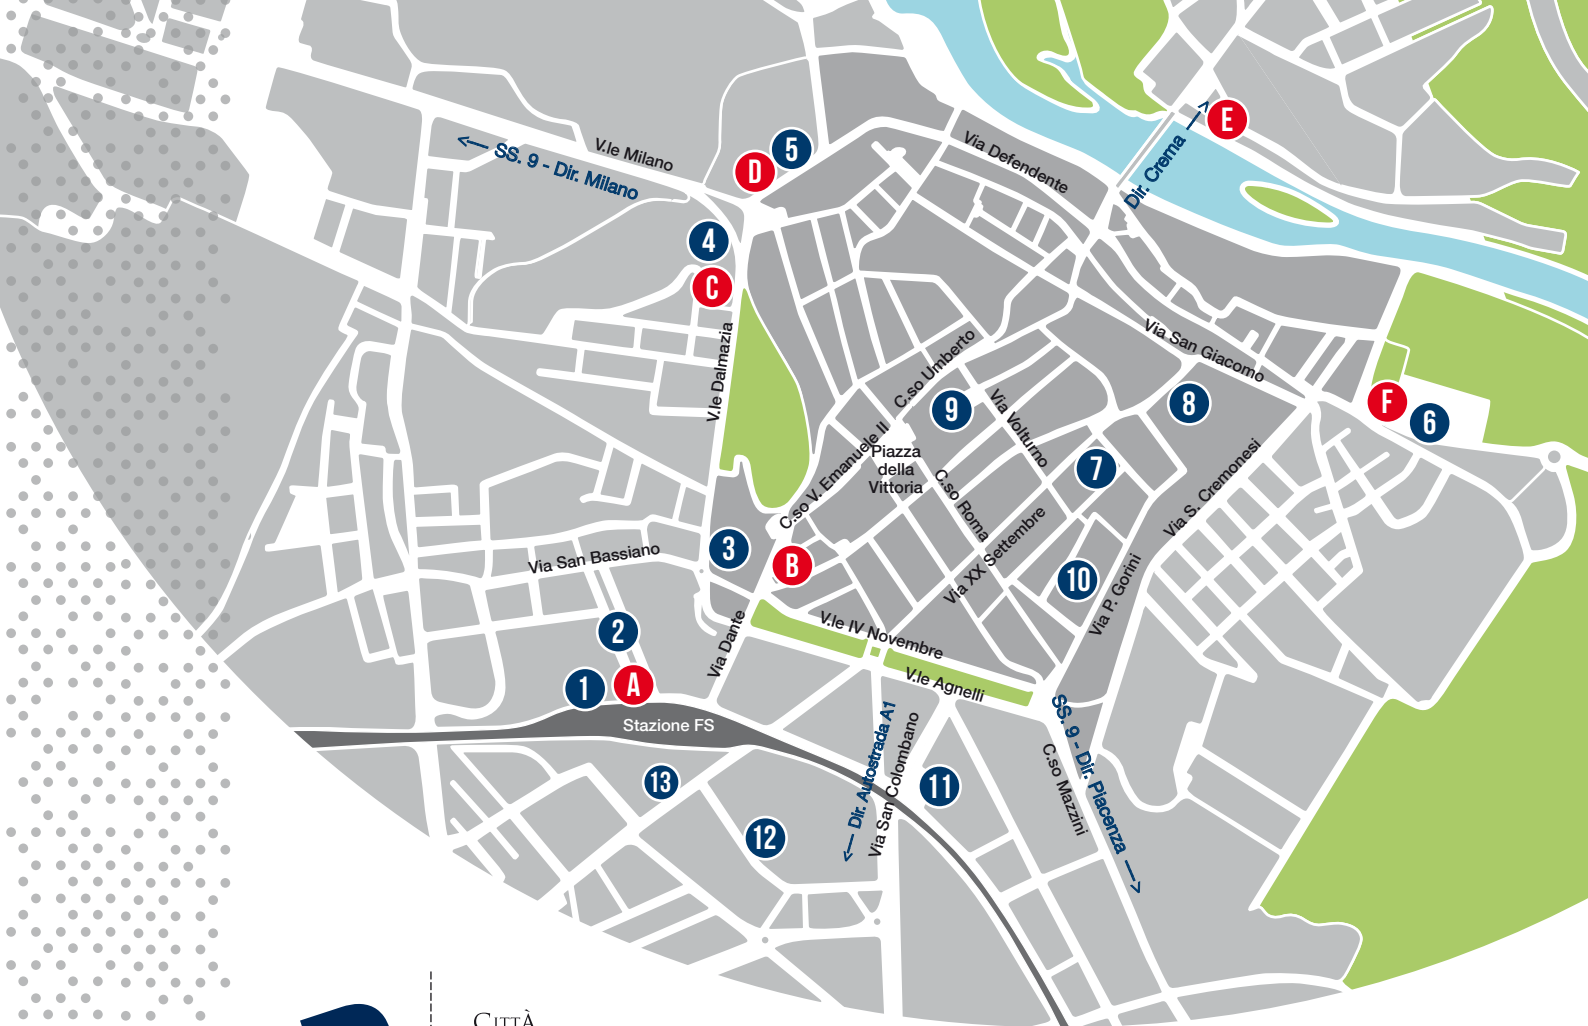 E
Via Defendente
5
V.le Milano
D
SS. 9 - Dir. Milano
Dir. Crema
4
C
V.le Dalmazia
Via San Giacomo
C.so Umberto
9
Via Volturno
8
F
6
Piazza
della
Vittoria
C.so V. Emanuele II
7
C.so Roma
Via S. Cremonesi
Via XX Settembre
3
Via San Bassiano
B
10
Via P. Gorini
2
Via Dante
V.le IV Novembre
V.le Agnelli
1
A
Stazione FS
Dir. Autostrada A1
Via San Colombano
SS. 9 - Dir. Piacenza
C.so Mazzini
13
11
12
CITTÀ